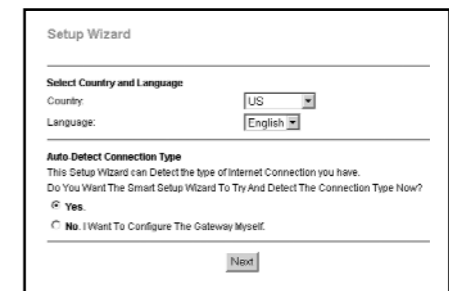 Setup Wizard
Select Country and Language
Country: US
Language: English
Auto-Detect Connection Type
This Setup Wizard can Detect the type of Internet Connection you have.
Do You Want The Smart Setup Wizard To Try And Detect The Connection Type Now?
Yes.
No. I Want To Configure The Gateway Myself.
Next